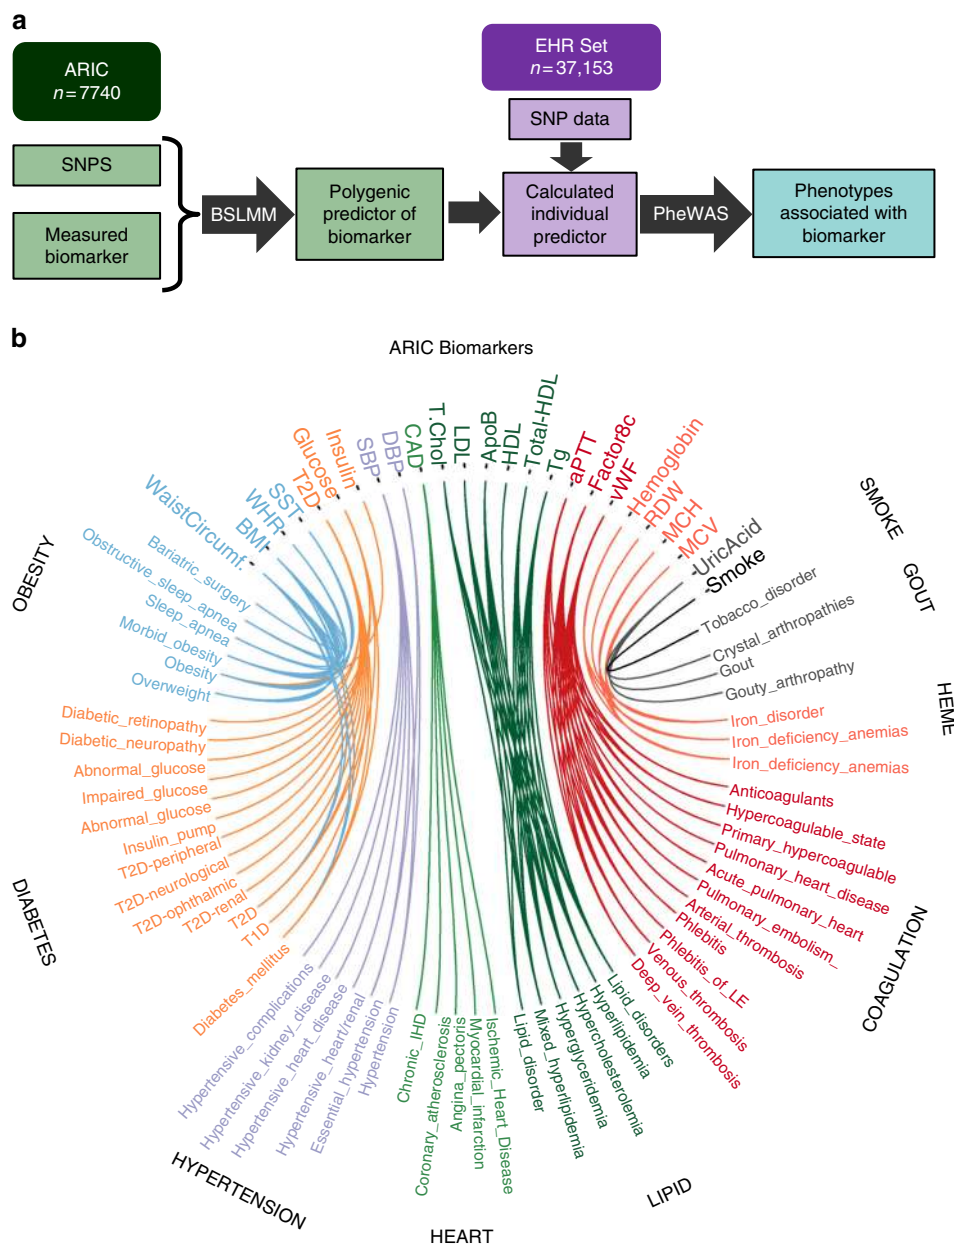 a
ARIC
n=7740
EHR Set
n=37,153
SNP data
SNPS
Measured
biomarker
BSLMM
Polygenic
predictor of
biomarker
Calculated
individual
predictor
PheWAS
Phenotypes
associated with
biomarker
b
ARIC Biomarkers
WaistCircumf.
BMI
WHR
SST
T2D
Glucose
Insulin
SBP
DBP
CAD
T.Chol
LDL
ApoB
HDL
Total-HDL
Tg
aPTT
Factor8c
vWF
Hemoglobin
RDW
MCH
MCV
UricAcid
Smoke
SMOKE
Tobacco_disorder
GOUT
Crystal_arthropathies
Gout
Gouty_arthropathy
HEME
Iron_disorder
Iron_deficiency_anemias
Iron_deficiency_anemias
COAGULATION
Anticoagulants
Hypercoagulable_state
Primary_hypercoagulable
Pulmonary_heart_disease
Acute_pulmonary_heart
Pulmonary_embolism_
Arterial_thrombosis
Phlebitis
Phlebitis_of_LE
Venous_thrombosis
Deep_vein_thrombosis
LIPID
Lipid_disorders
Hyperlipidemia
Hypercholesterolemia
Hyperglyceridemia
Mixed_hyperlipidemia
Lipid_disorder
HEART
Ischemic_Heart_Disease
Myocardial_infarction
Angina_pectoris
Coronary_atherosclerosis
Chronic_IHD
HYPERTENSION
Hypertension
Essential_hypertension
Hypertensive_heart/renal
Hypertensive_heart_disease
Hypertensive_kidney_disease
Hypertensive_complications
DIABETES
Diabetes_mellitus
T1D
T2D
T2D-renal
T2D-ophthalmic
T2D-neurological
T2D-peripheral
Insulin_pump
Abnormal_glucose
Impaired_glucose
Abnormal_glucose
Diabetic_neuropathy
Diabetic_retinopathy
OBESITY
Overweight
Obesity
Morbid_obesity
Sleep_apnea
Obstructive_sleep_apnea
Bariatric_surgery